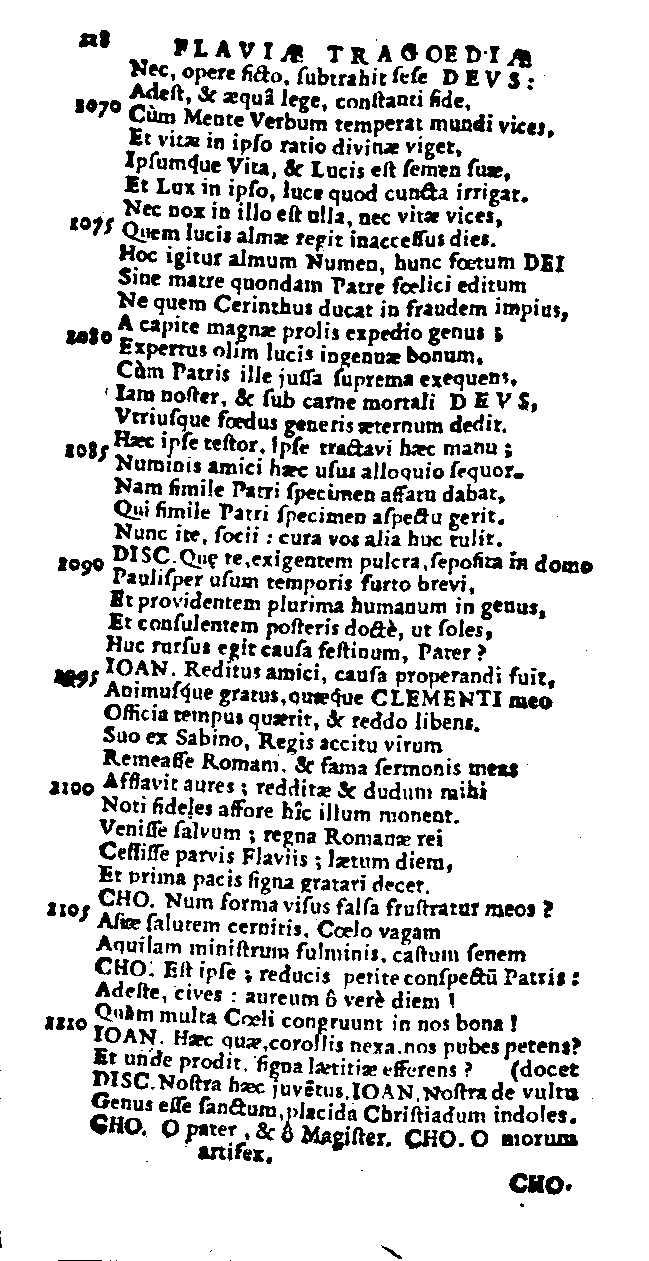 228 FLAVIÆ TRAGOEDIÆ
Nec, opere ficto, ſubtrahit ſeſe DEVS:
Adeſt, & æquâ lege, conſtanti fide,
2070 Cùm Mente Verbum temperat mundi vices,
Et vitæ in ipſo ratio divinæ viget,
Ipſumque Vita, & Lucis eſt ſemen ſuæ,
Et Lux in ipſo, luce quod cuncta irrigat.
Nec nox in illo eſt ulla, nec vitæ vices,
2075 Quem lucis almæ regit inacceſſus dies.
Hoc igitur almum Numen, hunc fœtum DEI
Sine matre quondam Patre fœlici editum
Ne quem Cerinthus ducat in fraudem impius,
A capite magnæ prolis expedio genus;
2080 Expertus olim lucis ingenuæ bonum,
Cùm Patris ille juſſa ſuprema exequens,
Iam noſter, & ſub carne mortali DEVS,
Vtriuſque fœdus generis æternum dedit.
Hæc ipſe teſtor. Ipſe tractavi hæc manu;
2085 Numinis amici hæc uſus alloquio ſequor.
Nam ſimile Patri ſpecimen affatu dabat,
Qui ſimile Patri ſpecimen aſpectu gerit.
Nunc ite, ſocii: cura vos alia huc tulit.
DISC. Quę te, exigentem pulcra, ſepoſita in domo
2090 Pauliſper uſum temporis furto brevi,
Et providentem plurima humanum in genus,
Et conſulentem poſteris doctè, ut ſoles,
Huc rurſus egit cauſa feſtinum, Pater?
IOAN. Reditus amici, cauſa properandi fuit,
2095 Animuſque gratus, quæque CLEMENTI meo
Officia tempus quærit, & reddo libens.
Suo ex Sabino, Regis accitu virum
Remeaſſe Romam, & fama ſermonis meas
2100 Afflavit aures; redditæ & dudum mihi
Noti fideles affore hîc illum monent.
Veniſſe ſalvum; regna Romanæ rei
Ceſſiſſe parvis Flaviis; lætum diem,
Et prima pacis ſigna gratari decet.
CHO. Num forma viſus falſa fruſtratur meos?
2105 Aſiæ ſalutem cernitis. Cœlo vagam
Aquilam miniſtrum fulminis, caſtum ſenem
CHO. Eſt ipſe; reducis petite conſpectū Patris:
Adeſte, cives: aureum ô verè diem!
Quàm multa Cœli congruunt in nos bona!
2210 IOAN. Hæc quæ, corollis nexa, nos pubes petens?
Et unde prodit, ſigna lætitiæ efferens? (docet
DISC. Noſtra hæc juvētus, IOAN. Noſtra de vultu
Genus eſſe ſanctum, placida Chriſtiadum indoles.
CHO. O pater, & ô Magiſter. CHO. O morum
artifex.
CHO.